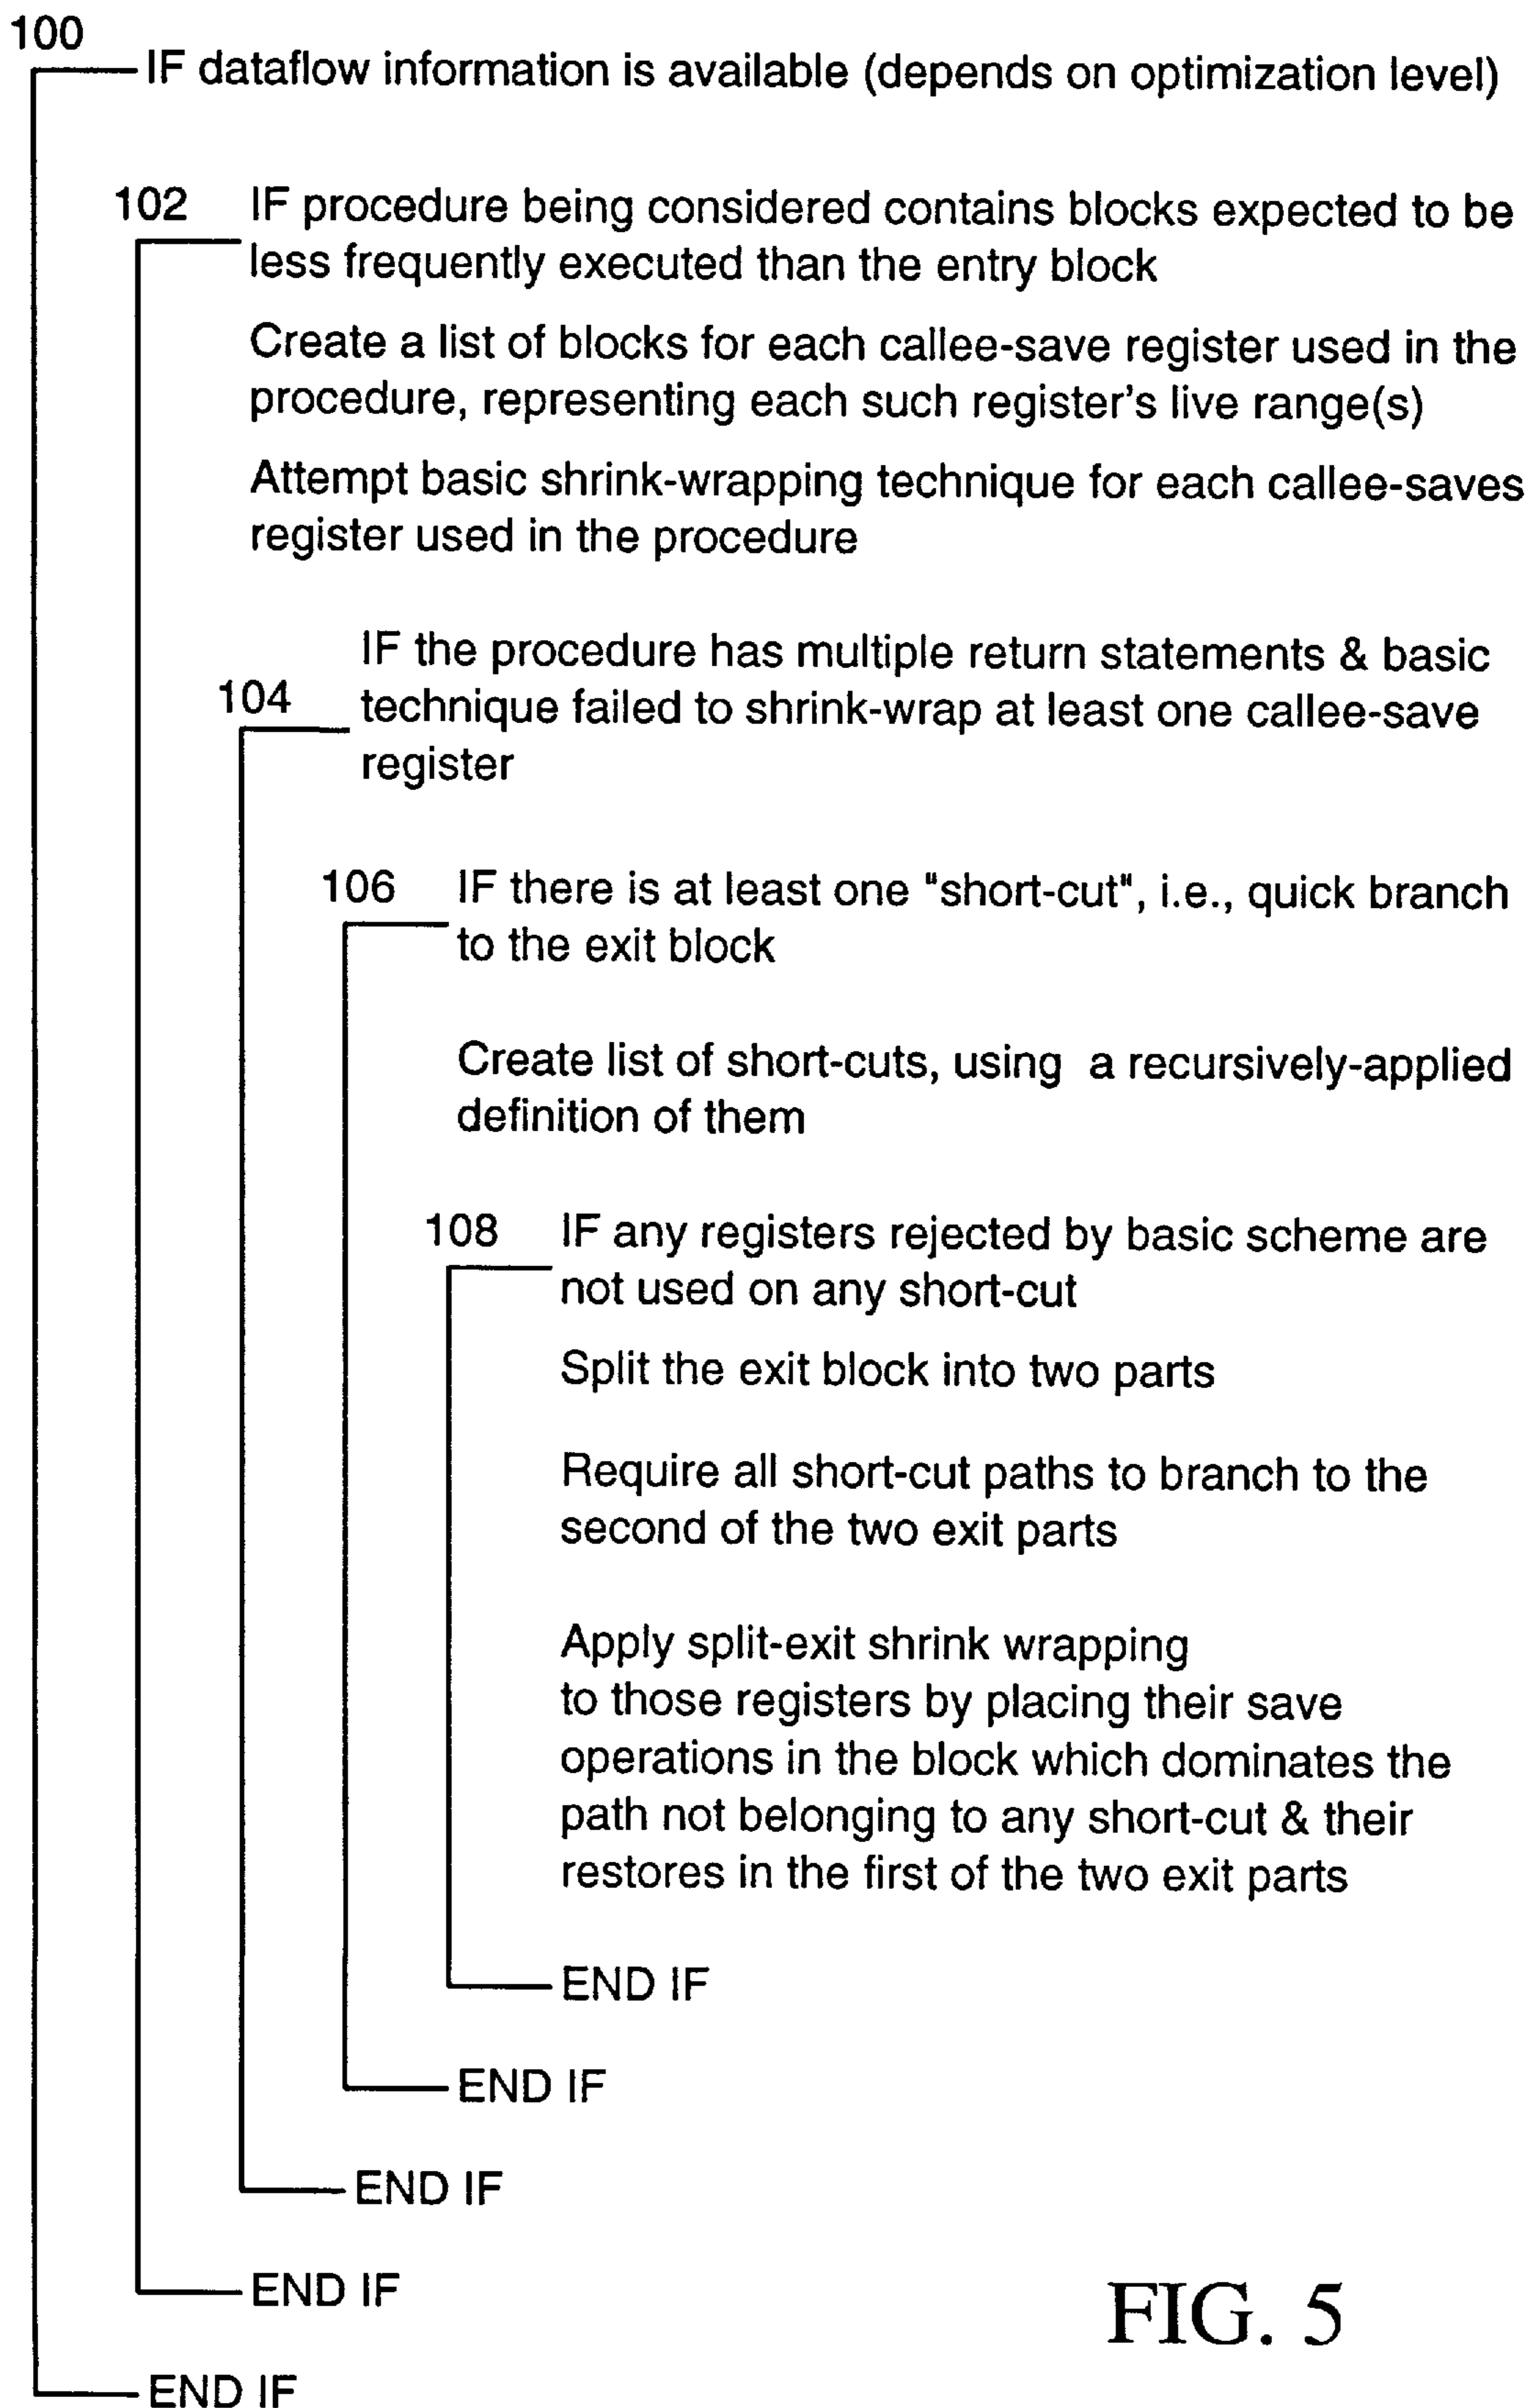 100
IF dataflow information is available (depends on optimization level)
102
IF procedure being considered contains blocks expected to be
less frequently executed than the entry block
Create a list of blocks for each callee-save register used in the
procedure, representing each such register's live range(s)
Attempt basic shrink-wrapping technique for each callee-saves
register used in the procedure
IF the procedure has multiple return statements & basic
104
technique failed to shrink-wrap at least one callee-save
register
106
IF there is at least one "short-cut", i.e., quick branch
to the exit block
Create list of short-cuts, using a recursively-applied
definition of them
108
IF any registers rejected by basic scheme are
not used on any short-cut
Split the exit block into two parts
Require all short-cut paths to branch to the
second of the two exit parts
Apply split-exit shrink wrapping
to those registers by placing their save
operations in the block which dominates the
path not belonging to any short-cut & their
restores in the first of the two exit parts
END IF
END IF
END IF
END IF
FIG. 5
END IF